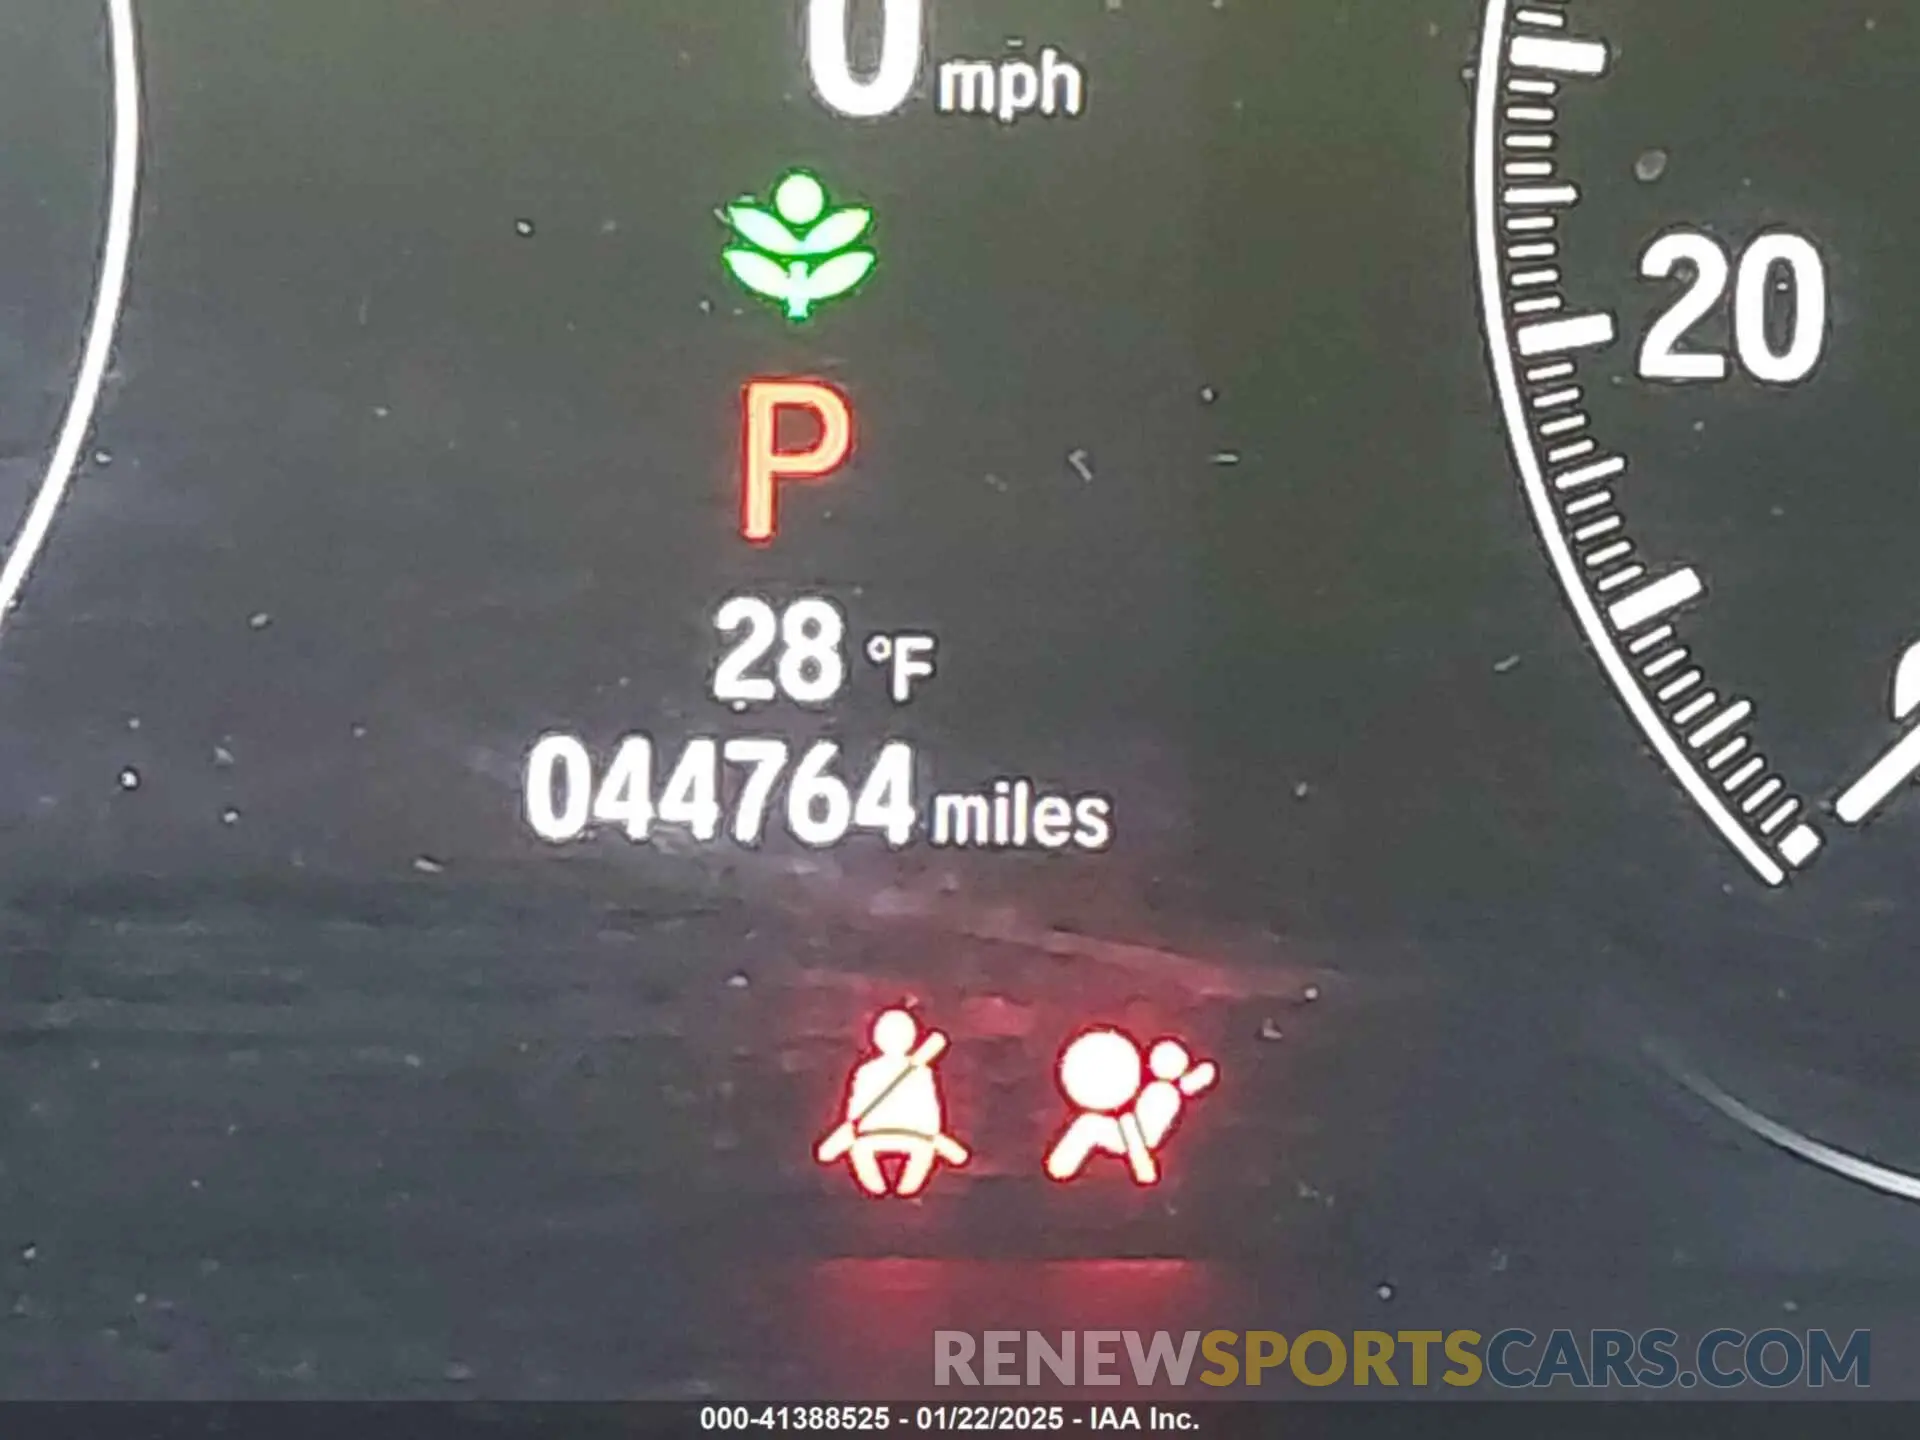 0 mph
20
P
28 °F
044764 miles
RENEWSPORTSCARS.COM
000-41388525 - 01/22/2025 - IAA Inc.